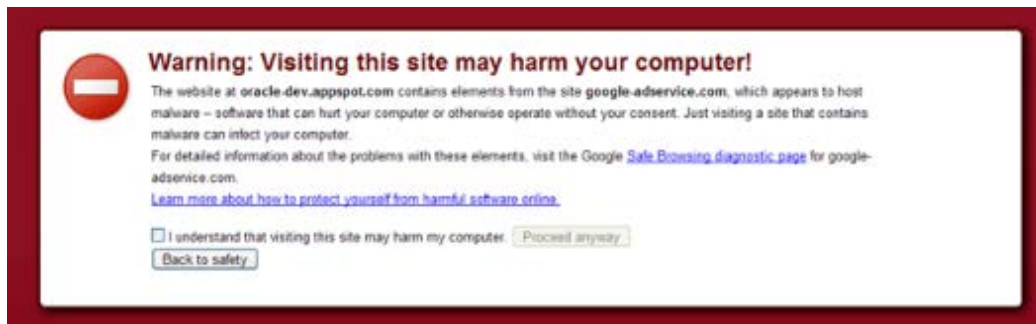 Warning: Visiting this site may harm your computer!
The website at oracle-dev.appspot.com contains elements from the site google-adservice.com, which appears to host
malware – software that can hurt your computer or otherwise operate without your consent. Just visiting a site that contains
malware can infect your computer.
For detailed information about the problems with these elements, visit the Google Safe Browsing diagnostic page for google-
adservice.com.
Learn more about how to protect yourself from harmful software online.
I understand that visiting this site may harm my computer. Proceed anyway
Back to safety